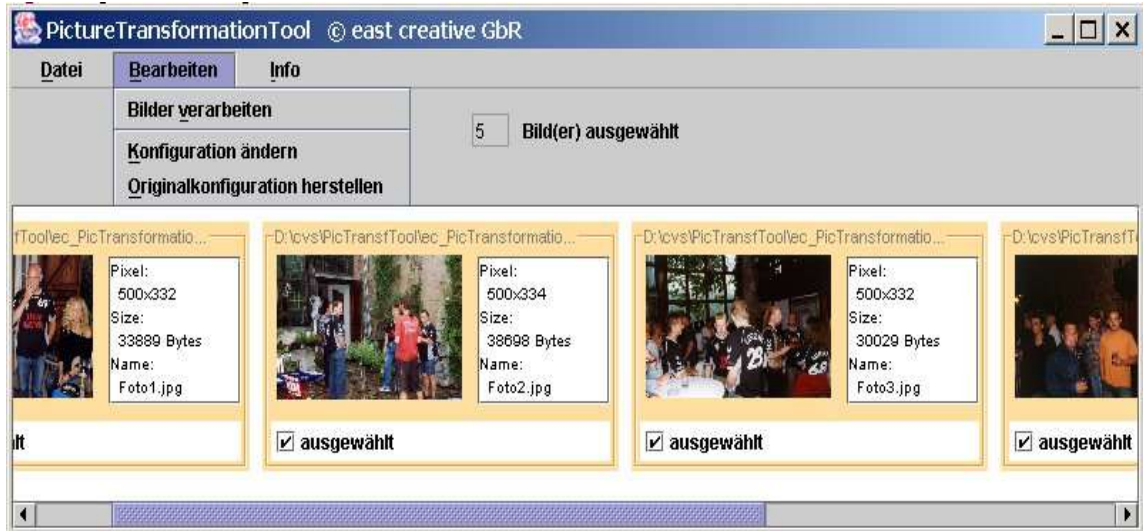 PictureTransformationTool © east creative GbR
Datei Bearbeiten Info
Bilder verarbeiten
5 Bild(er) ausgewählt
Konfiguration ändern
Originalkonfiguration herstellen
fTool\ec_PicTransformatio...
Pixel:
500x332
Size:
33889 Bytes
Name:
Foto1.jpg
lt
D:\cvs\PicTransfTool\ec_PicTransformatio...
Pixel:
500x334
Size:
38698 Bytes
Name:
Foto2.jpg
ausgewählt
D:\cvs\PicTransfTool\ec_PicTransformatio...
Pixel:
500x332
Size:
30029 Bytes
Name:
Foto3.jpg
ausgewählt
D:\cvs\PicTransfT
ausgewählt